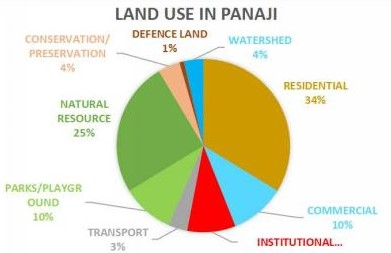 LAND USE IN PANAJI
CONSERVATION/
PRESERVATION
4%
DEFENCE LAND
1%
WATERSHED
4%
RESIDENTIAL
34%
NATURAL
RESOURCE
25%
PARKS/PLAYGR
OUND
10%
COMMERCIAL
10%
TRANSPORT
3%
INSTITUTIONAL...